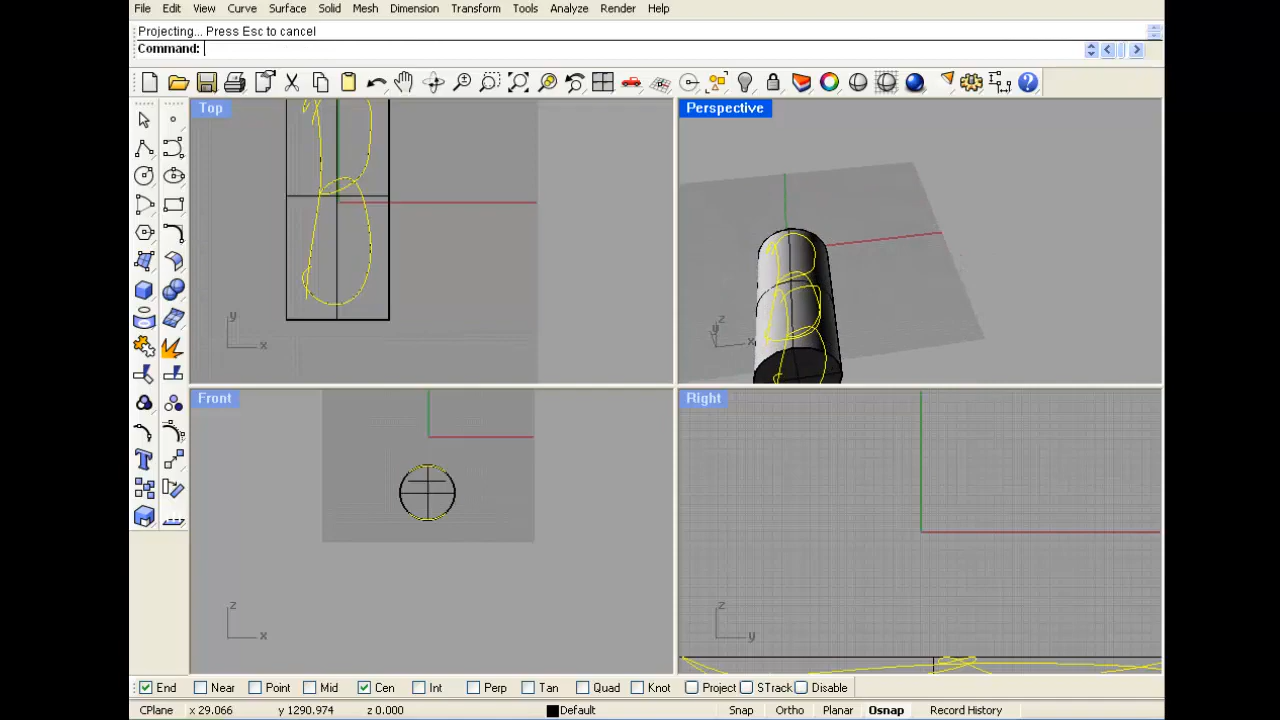 File Edit View Curve Surface Solid Mesh Dimension Transform Tools Analyze Render Help
Projecting... Press Esc to cancel
Command:
Top
Perspective
y
x
z
y
x
Front
Right
z
x
z
y
End Near Point Mid Cen Int Perp Tan Quad Knot Project STrack Disable
CPlane x 29.066 y 1290.974 z 0.000 Default Snap Ortho Planar Osnap Record History